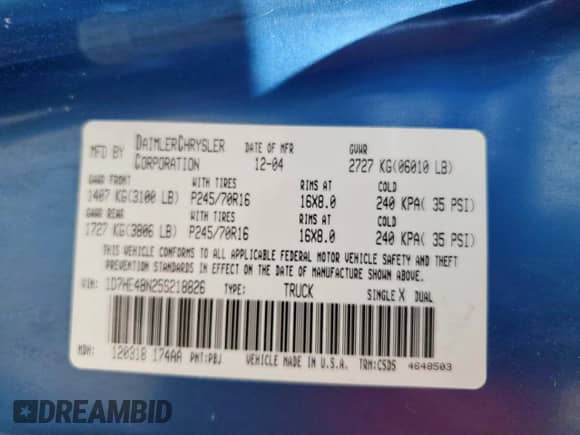 MFD BY DAIMLERCHRYSLER CORPORATION DATE OF MFR 12-04 GVWR 2727 KG(06010 LB)
GAWR FRONT WITH TIRES RIMS AT COLD
1407 KG(3100 LB) P245/70R16 16X8.0 240 KPA( 35 PSI)
GAWR REAR WITH TIRES RIMS AT COLD
1727 KG(3806 LB) P245/70R16 16X8.0 240 KPA( 35 PSI)
THIS VEHICLE CONFORMS TO ALL APPLICABLE FEDERAL MOTOR VEHICLE SAFETY AND THEFT
PREVENTION STANDARDS IN EFFECT ON THE DATE OF MANUFACTURE SHOWN ABOVE.
VIN: 1D7HE48N25S218826 TYPE: TRUCK SINGLE X DUAL
MDH: 120318 174AA PNT:PBJ VEHICLE MADE IN U.S.A. TRM:C5D5 4648503
DREAMBID